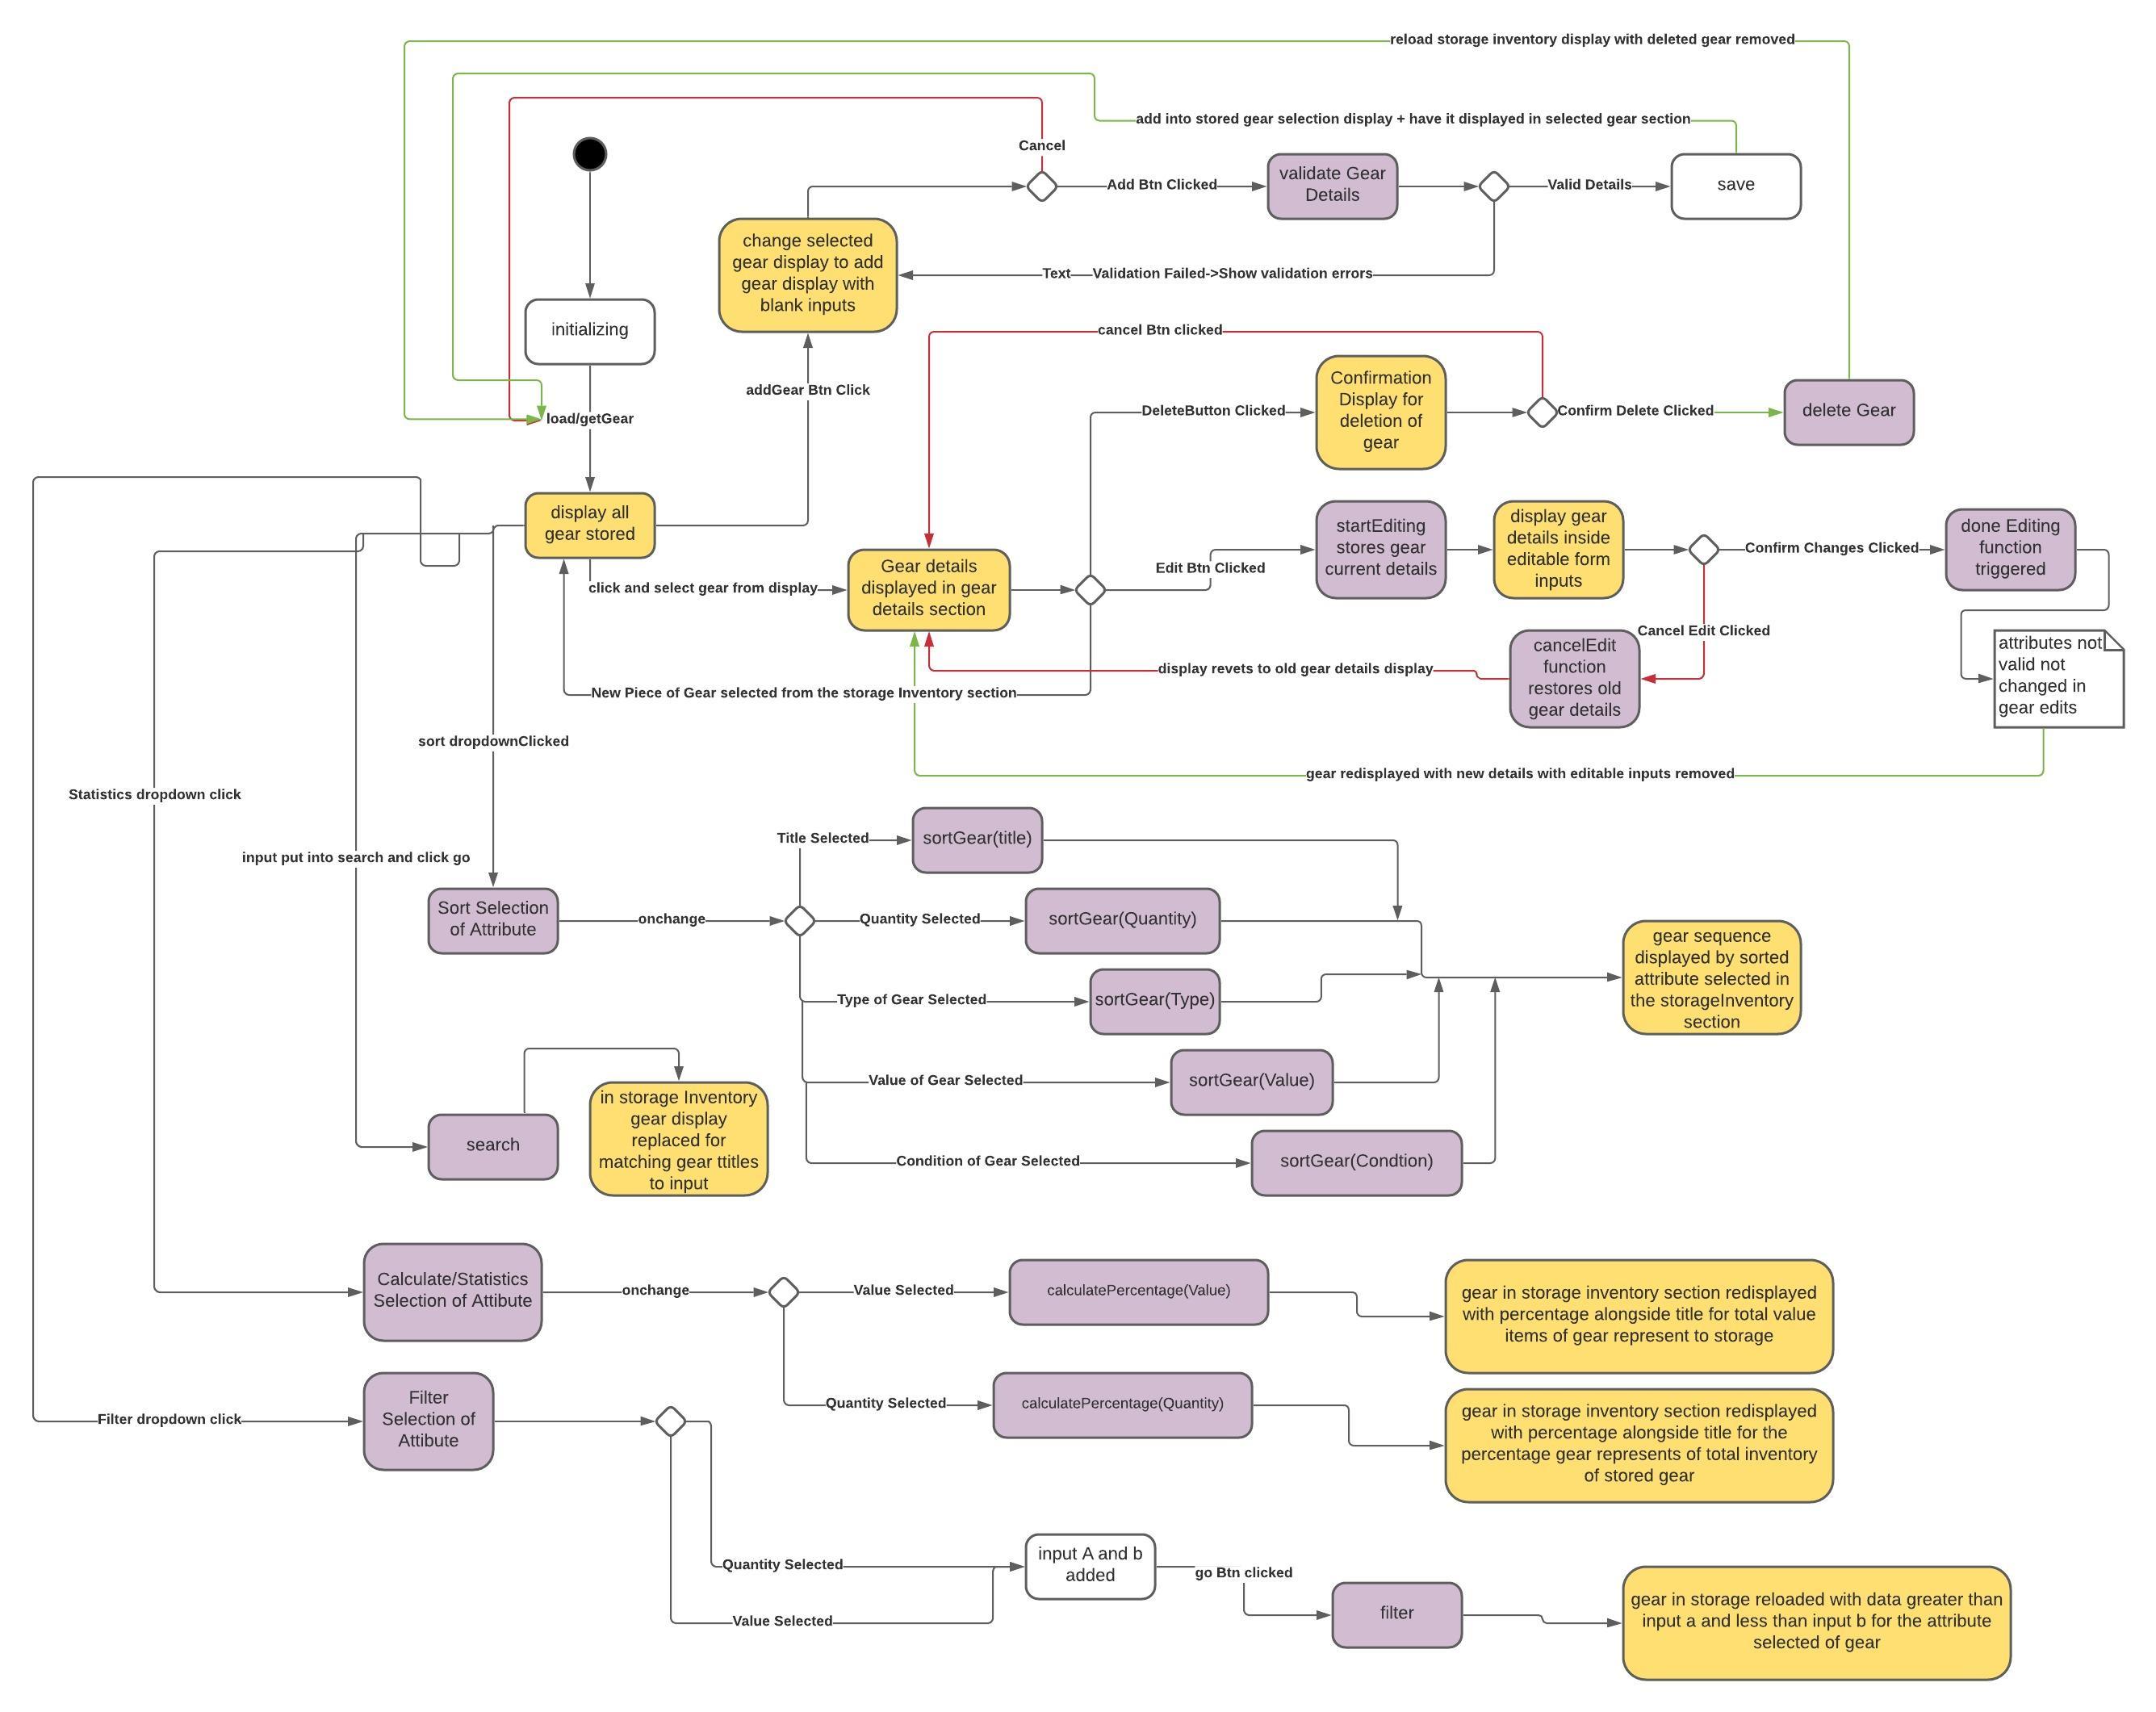 reload storage inventory display with deleted gear removed
add into stored gear selection display + have it displayed in selected gear section
Cancel
Add Btn Clicked
validate Gear
Details
Valid Details
save
change selected
gear display to add
gear display with
blank inputs
Text
Validation Failed->Show validation errors
initializing
cancel Btn clicked
addGear Btn Click
load/getGear
DeleteButton Clicked
Confirmation
Display for
deletion of
gear
Confirm Delete Clicked
delete Gear
display all
gear stored
click and select gear from display
Gear details
displayed in gear
details section
Edit Btn Clicked
startEditing
stores gear
current details
display gear
details inside
editable form
inputs
Confirm Changes Clicked
done Editing
function
triggered
Cancel Edit Clicked
cancelEdit
function
restores old
gear details
attributes not
valid not
changed in
gear edits
display revets to old gear details display
New Piece of Gear selected from the storage Inventory section
sort dropdownClicked
gear redisplayed with new details with editable inputs removed
Statistics dropdown click
input put into search and click go
Title Selected
sortGear(title)
Sort Selection
of Attribute
onchange
Quantity Selected
sortGear(Quantity)
Type of Gear Selected
sortGear(Type)
gear sequence
displayed by sorted
attribute selected in
the storageInventory
section
Value of Gear Selected
sortGear(Value)
Condition of Gear Selected
sortGear(Condtion)
search
in storage Inventory
gear display
replaced for
matching gear ttitles
to input
Calculate/Statistics
Selection of Attibute
onchange
Value Selected
calculatePercentage(Value)
gear in storage inventory section redisplayed
with percentage alongside title for total value
items of gear represent to storage
Quantity Selected
calculatePercentage(Quantity)
gear in storage inventory section redisplayed
with percentage alongside title for the
percentage gear represents of total inventory
of stored gear
Filter dropdown click
Filter
Selection of
Attibute
Quantity Selected
Value Selected
input A and b
added
go Btn clicked
filter
gear in storage reloaded with data greater than
input a and less than input b for the attribute
selected of gear